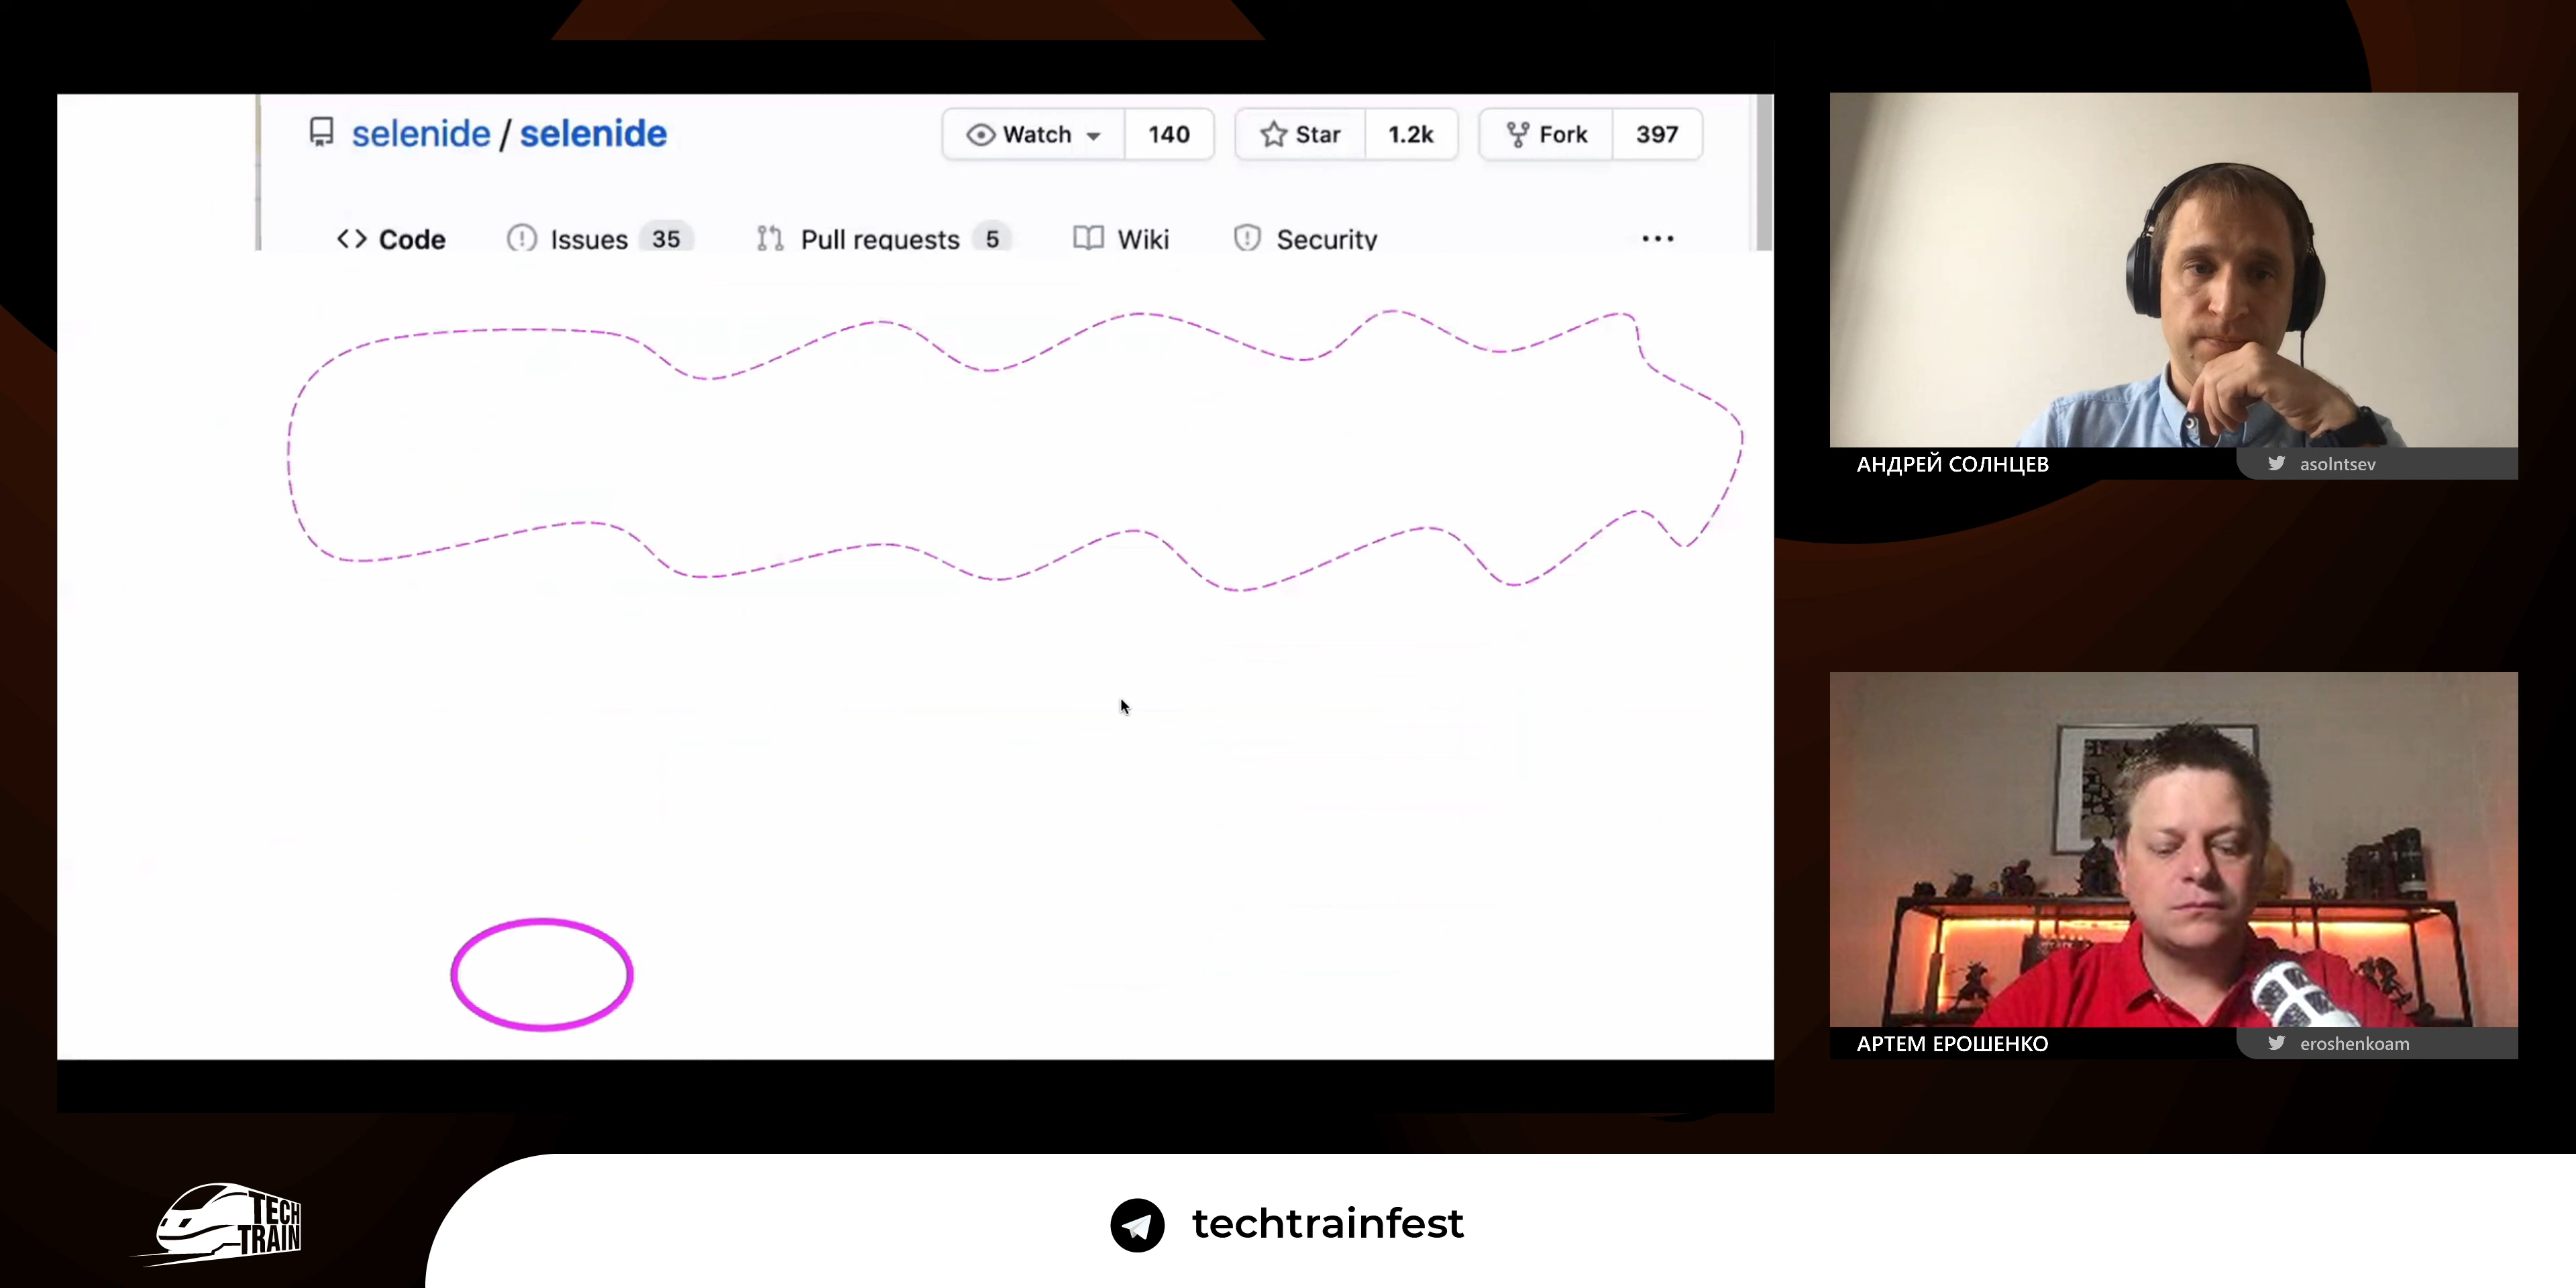 selenide / selenide
Watch 140
Star 1.2k
Fork 397
Code
Issues 35
Pull requests 5
Wiki
Security
АНДРЕЙ СОЛНЦЕВ
asolntsev
АРТЕМ ЕРОШЕНКО
eroshenkoam
TECH
TRAIN
techtrainfest